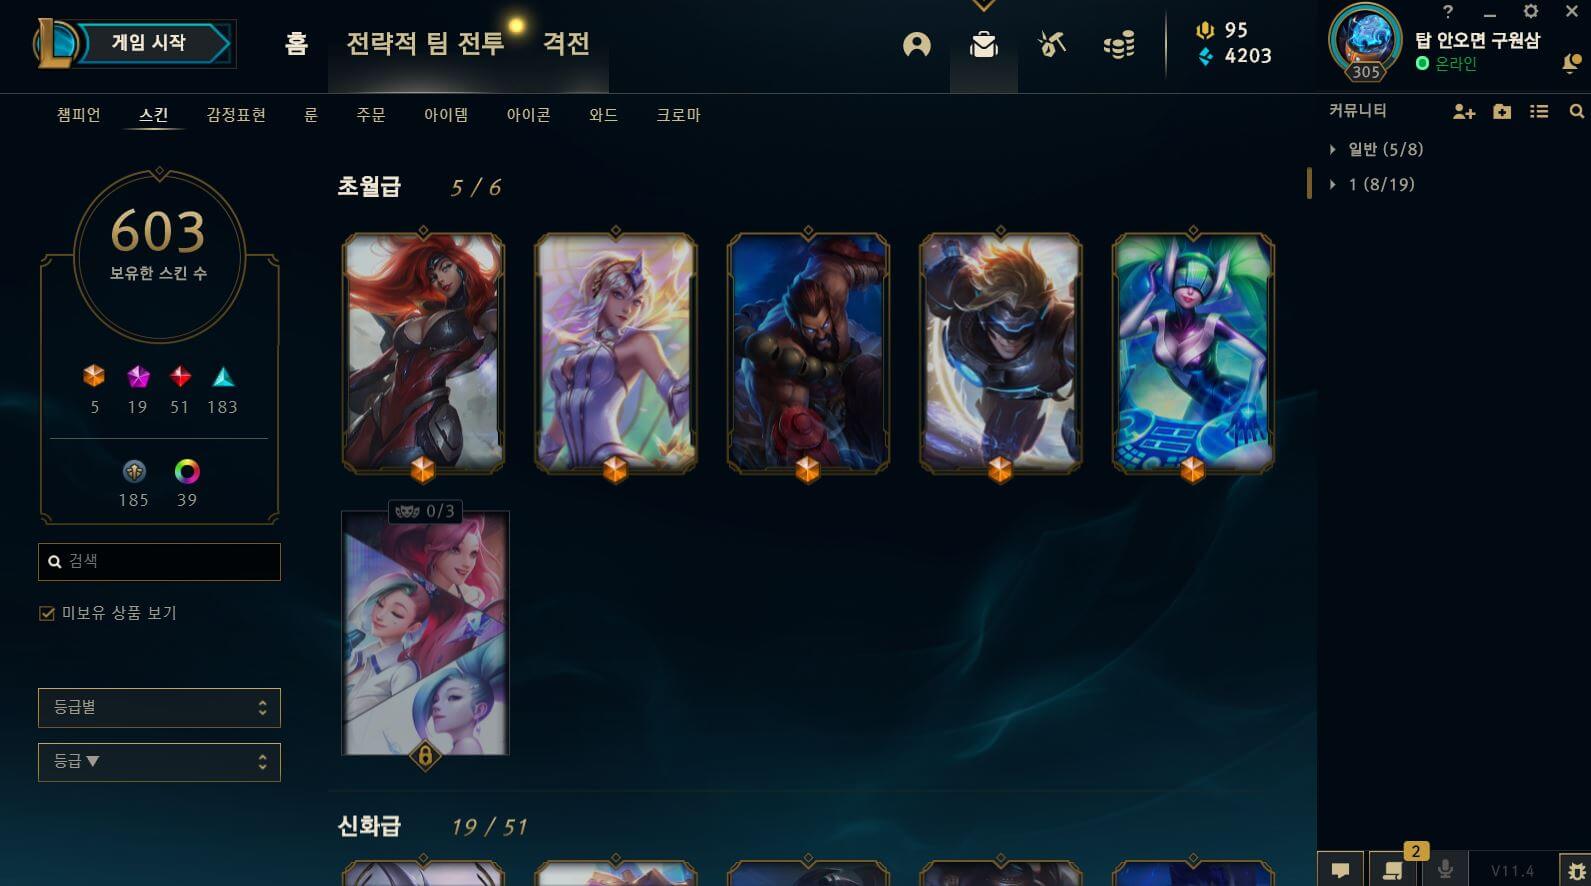 게임 시작
홈
전략적 팀 전투
격전
95
4203
?
탑 안오면 구원삼
온라인
305
챔피언
스킨
감정표현
룬
주문
아이템
아이콘
와드
크로마
커뮤니티
일반 (5/8)
1 (8/19)
603
보유한 스킨 수
5
19
51
183
185
39
검색
미보유 상품 보기
등급별
등급 ▼
초월급
5 / 6
0/3
신화급
19 / 51
2
V11.4